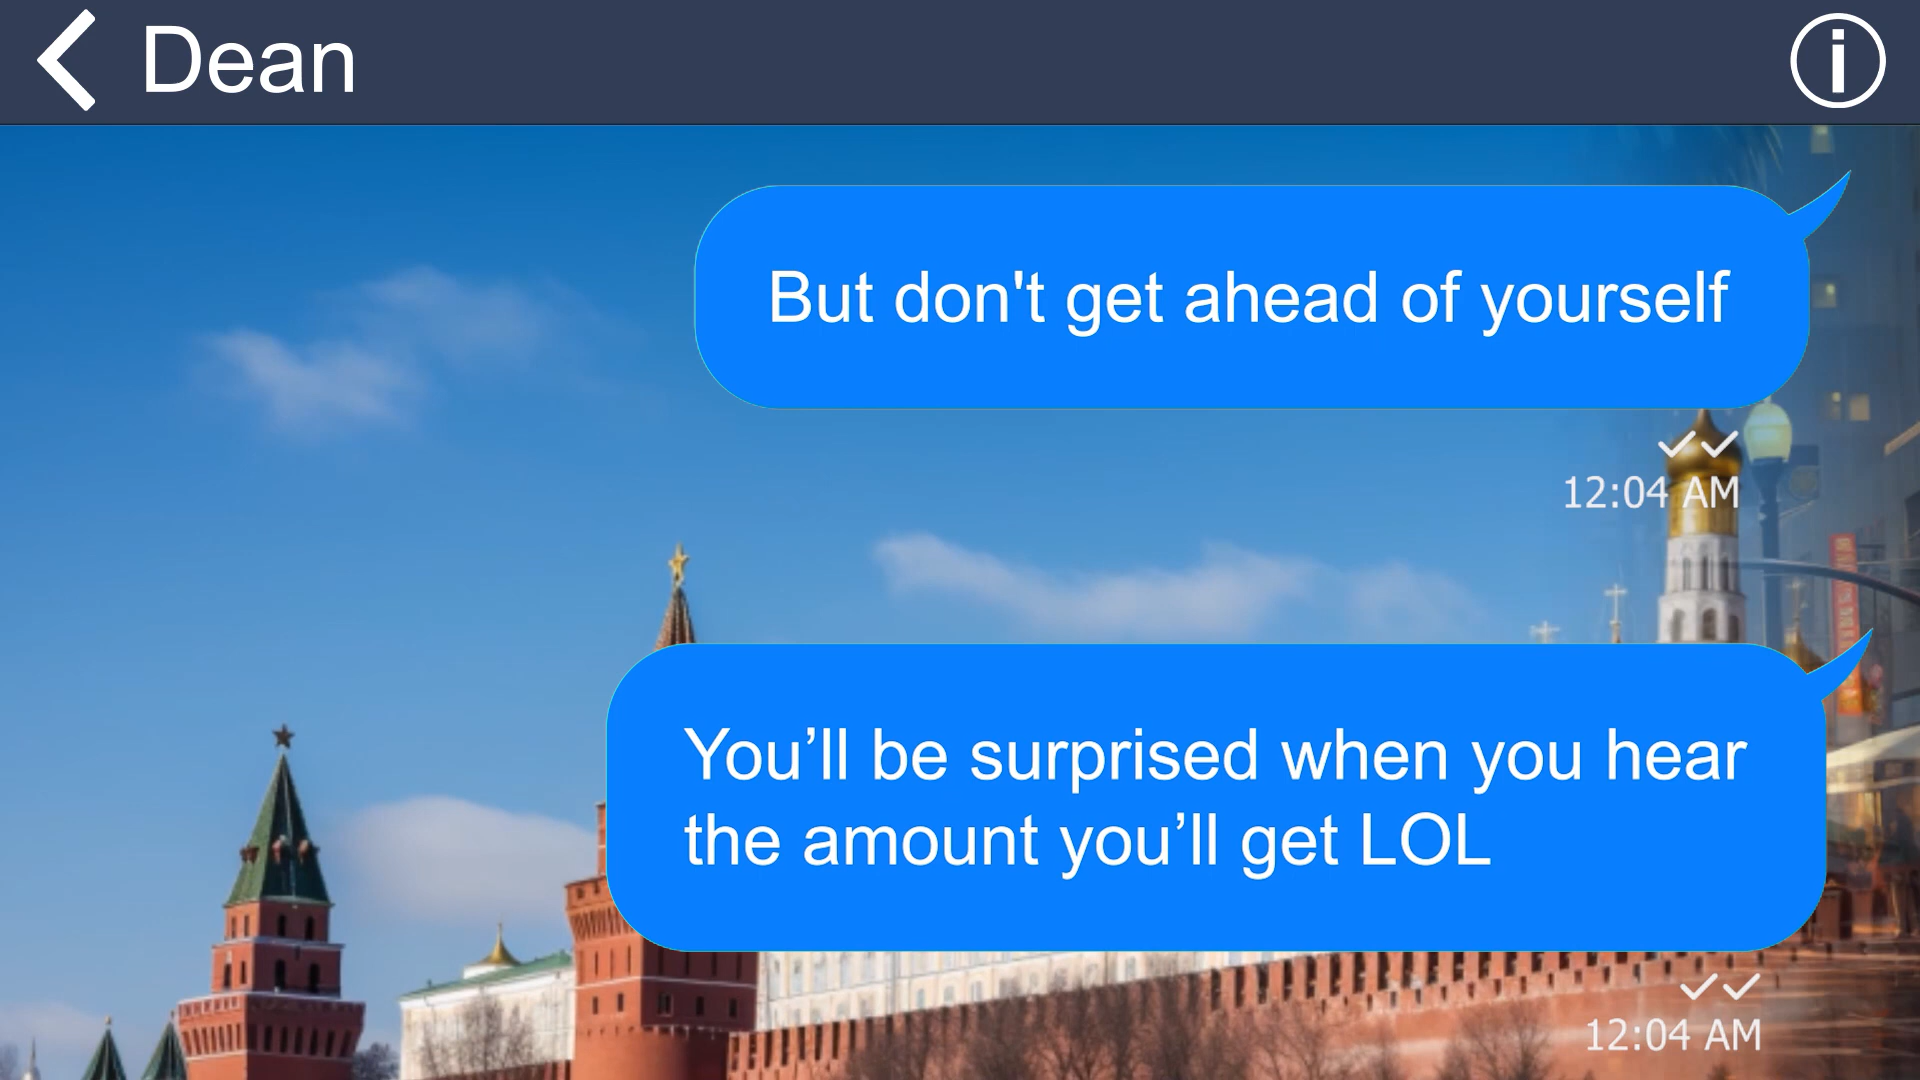 Dean
But don't get ahead of yourself
12:04 AM
You’ll be surprised when you hear
the amount you’ll get LOL
12:04 AM